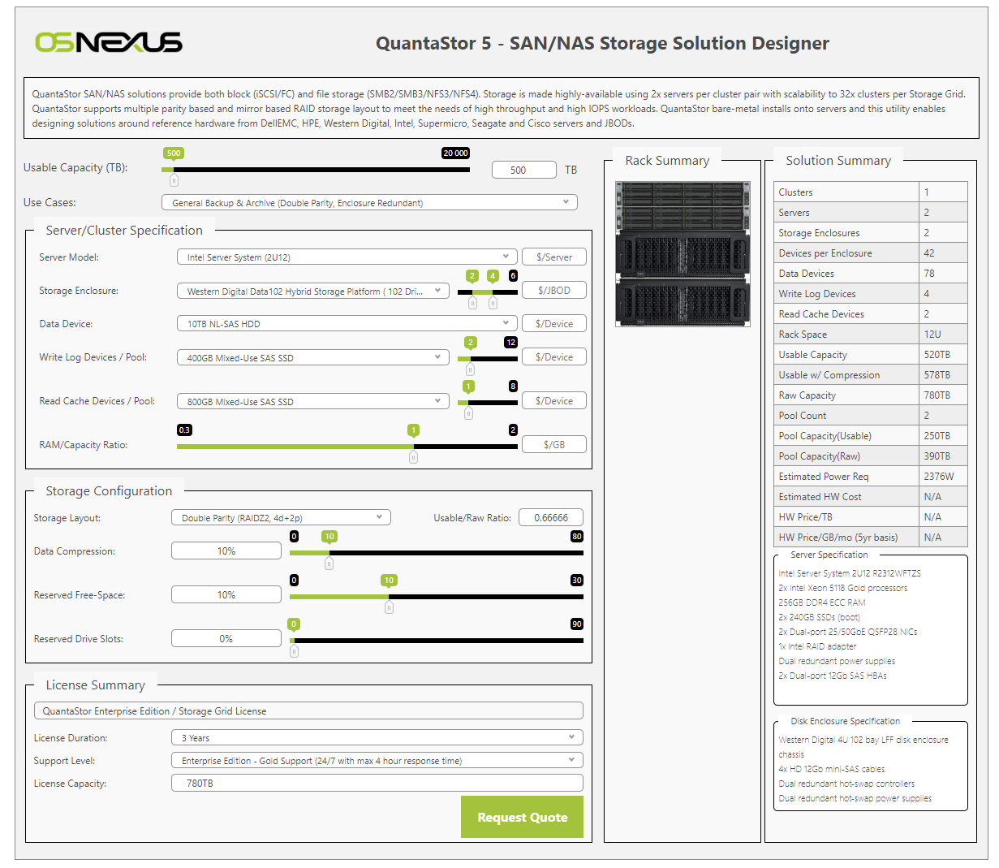 OSNEXUS
QuantaStor 5 - SAN/NAS Storage Solution Designer
QuantaStor SAN/NAS solutions provide both block (iSCSI/FC) and file storage (SMB2/SMB3/NFS3/NFS4). Storage is made highly-available using 2x servers per cluster pair with scalability to 32x clusters per Storage Grid.
QuantaStor supports multiple parity based and mirror based RAID storage layout to meet the needs of high throughput and high IOPS workloads. QuantaStor bare-metal installs onto servers and this utility enables
designing solutions around reference hardware from DellEMC, HPE, Western Digital, Intel, Supermicro, Seagate and Cisco servers and JBODs.
500 20 000
Usable Capacity (TB): 500 TB
Use Cases: General Backup & Archive (Double Parity, Enclosure Redundant)
Server/Cluster Specification
Server Model: Intel Server System (2U12) $/Server
2 4 6
Storage Enclosure: Western Digital Data102 Hybrid Storage Platform ( 102 Dri... $/JBOD
Data Device: 10TB NL-SAS HDD $/Device
2 12
Write Log Devices / Pool: 400GB Mixed-Use SAS SSD $/Device
1 8
Read Cache Devices / Pool: 800GB Mixed-Use SAS SSD $/Device
0.3 1 2
RAM/Capacity Ratio: $/GB
Storage Configuration
Storage Layout: Double Parity (RAIDZ2, 4d+2p) Usable/Raw Ratio: 0.66666
0 10 80
Data Compression: 10%
0 10 30
Reserved Free-Space: 10%
0 90
Reserved Drive Slots: 0%
License Summary
QuantaStor Enterprise Edition / Storage Grid License
License Duration: 3 Years
Support Level: Enterprise Edition - Gold Support (24/7 with max 4 hour response time)
License Capacity: 780TB
Request Quote
Rack Summary
Solution Summary
Clusters 1
Servers 2
Storage Enclosures 2
Devices per Enclosure 42
Data Devices 78
Write Log Devices 4
Read Cache Devices 2
Rack Space 12U
Usable Capacity 520TB
Usable w/ Compression 578TB
Raw Capacity 780TB
Pool Count 2
Pool Capacity(Usable) 250TB
Pool Capacity(Raw) 390TB
Estimated Power Req 2376W
Estimated HW Cost N/A
HW Price/TB N/A
HW Price/GB/mo (5yr basis) N/A
Server Specification
Intel Server System 2U12 R2312WFTZS
2x Intel Xeon 5118 Gold processors
256GB DDR4 ECC RAM
2x 240GB SSDs (boot)
2x Dual-port 25/50GbE QSFP28 NICs
1x Intel RAID adapter
Dual redundant power supplies
2x Dual-port 12Gb SAS HBAs
Disk Enclosure Specification
Western Digital 4U 102 bay LFF disk enclosure
chassis
4x HD 12Gb mini-SAS cables
Dual redundant hot-swap controllers
Dual redundant hot-swap power supplies